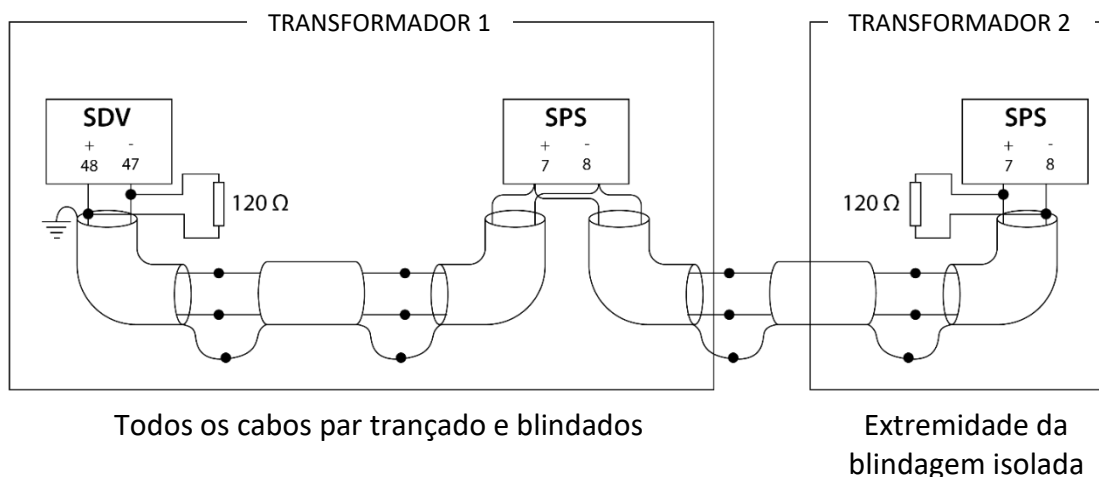 TRANSFORMADOR 1
TRANSFORMADOR 2
SDV
+ -
48 47
120 Ω
SPS
+ -
7 8
SPS
+ -
7 8
120 Ω
Todos os cabos par trançado e blindados
Extremidade da
blindagem isolada